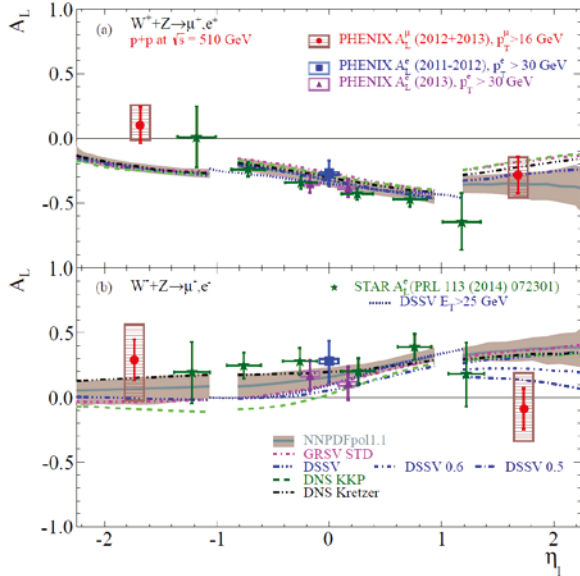 A_L
1.0
(a)
W⁺+Z→μ⁺,e⁺
p+p at √s = 510 GeV
PHENIX A_L^μ (2012+2013), p_T^μ>16 GeV
PHENIX A_L^e (2011-2012), p_T^e > 30 GeV
PHENIX A_L^e (2013), p_T^e > 30 GeV
0.5
0.0
-0.5
A_L
1.0
(b)
W⁻+Z→μ⁻,e⁻
STAR A_L^e (PRL 113 (2014) 072301)
DSSV E_T>25 GeV
0.5
0.0
NNPDFpol1.1
GRSV STD
DSSV
DSSV 0.6
DSSV 0.5
DNS KKP
DNS Kretzer
-0.5
-1.0
-2
-1
0
1
2
η_l